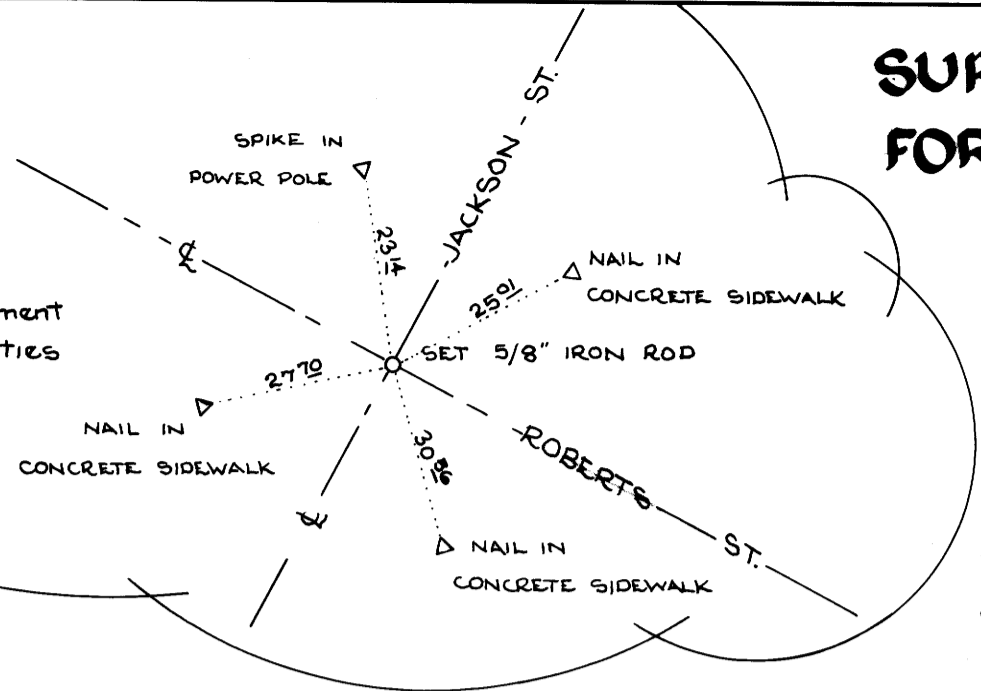 SUR
FOR
JACKSON - ST.
SPIKE IN
POWER POLE
23 14
℄
NAIL IN
CONCRETE SIDEWALK
25 01
ment
ties
SET 5/8" IRON ROD
27 70
NAIL IN
CONCRETE SIDEWALK
30
ROBERTS ST.
℄
NAIL IN
CONCRETE SIDEWALK